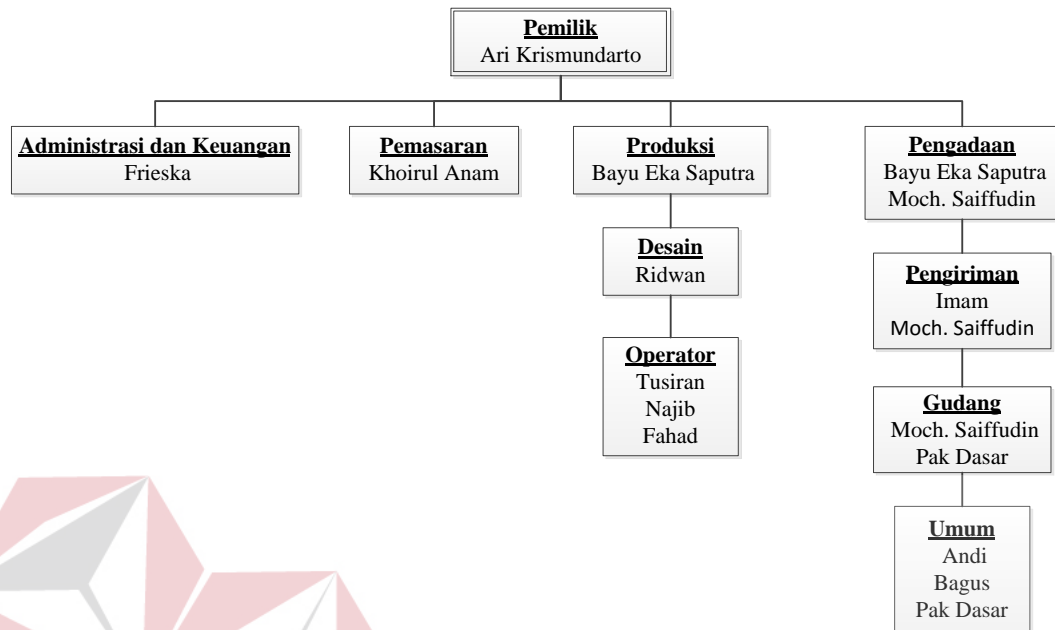 Pemilik
Ari Krismundarto
Administrasi dan Keuangan
Frieska
Pemasaran
Khoirul Anam
Produksi
Bayu Eka Saputra
Desain
Ridwan
Operator
Tusiran
Najib
Fahad
Pengadaan
Bayu Eka Saputra
Moch. Saiffudin
Pengiriman
Imam
Moch. Saiffudin
Gudang
Moch. Saiffudin
Pak Dasar
Umum
Andi
Bagus
Pak Dasar